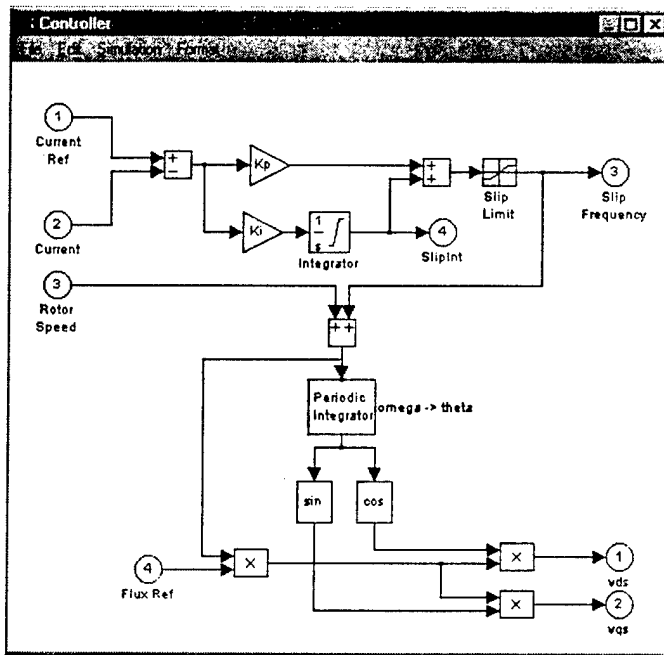 : Controller
File Edit Simulation Format
1
Current
Ref
2
Current
+
−
Kp
Ki
1
s
Integrator
+
+
Slip
Limit
3
Slip
Frequency
4
SlipInt
3
Rotor
Speed
+ +
Periodic
Integrator
omega -> theta
sin
cos
4
Flux Ref
×
×
1
vds
×
2
vqs